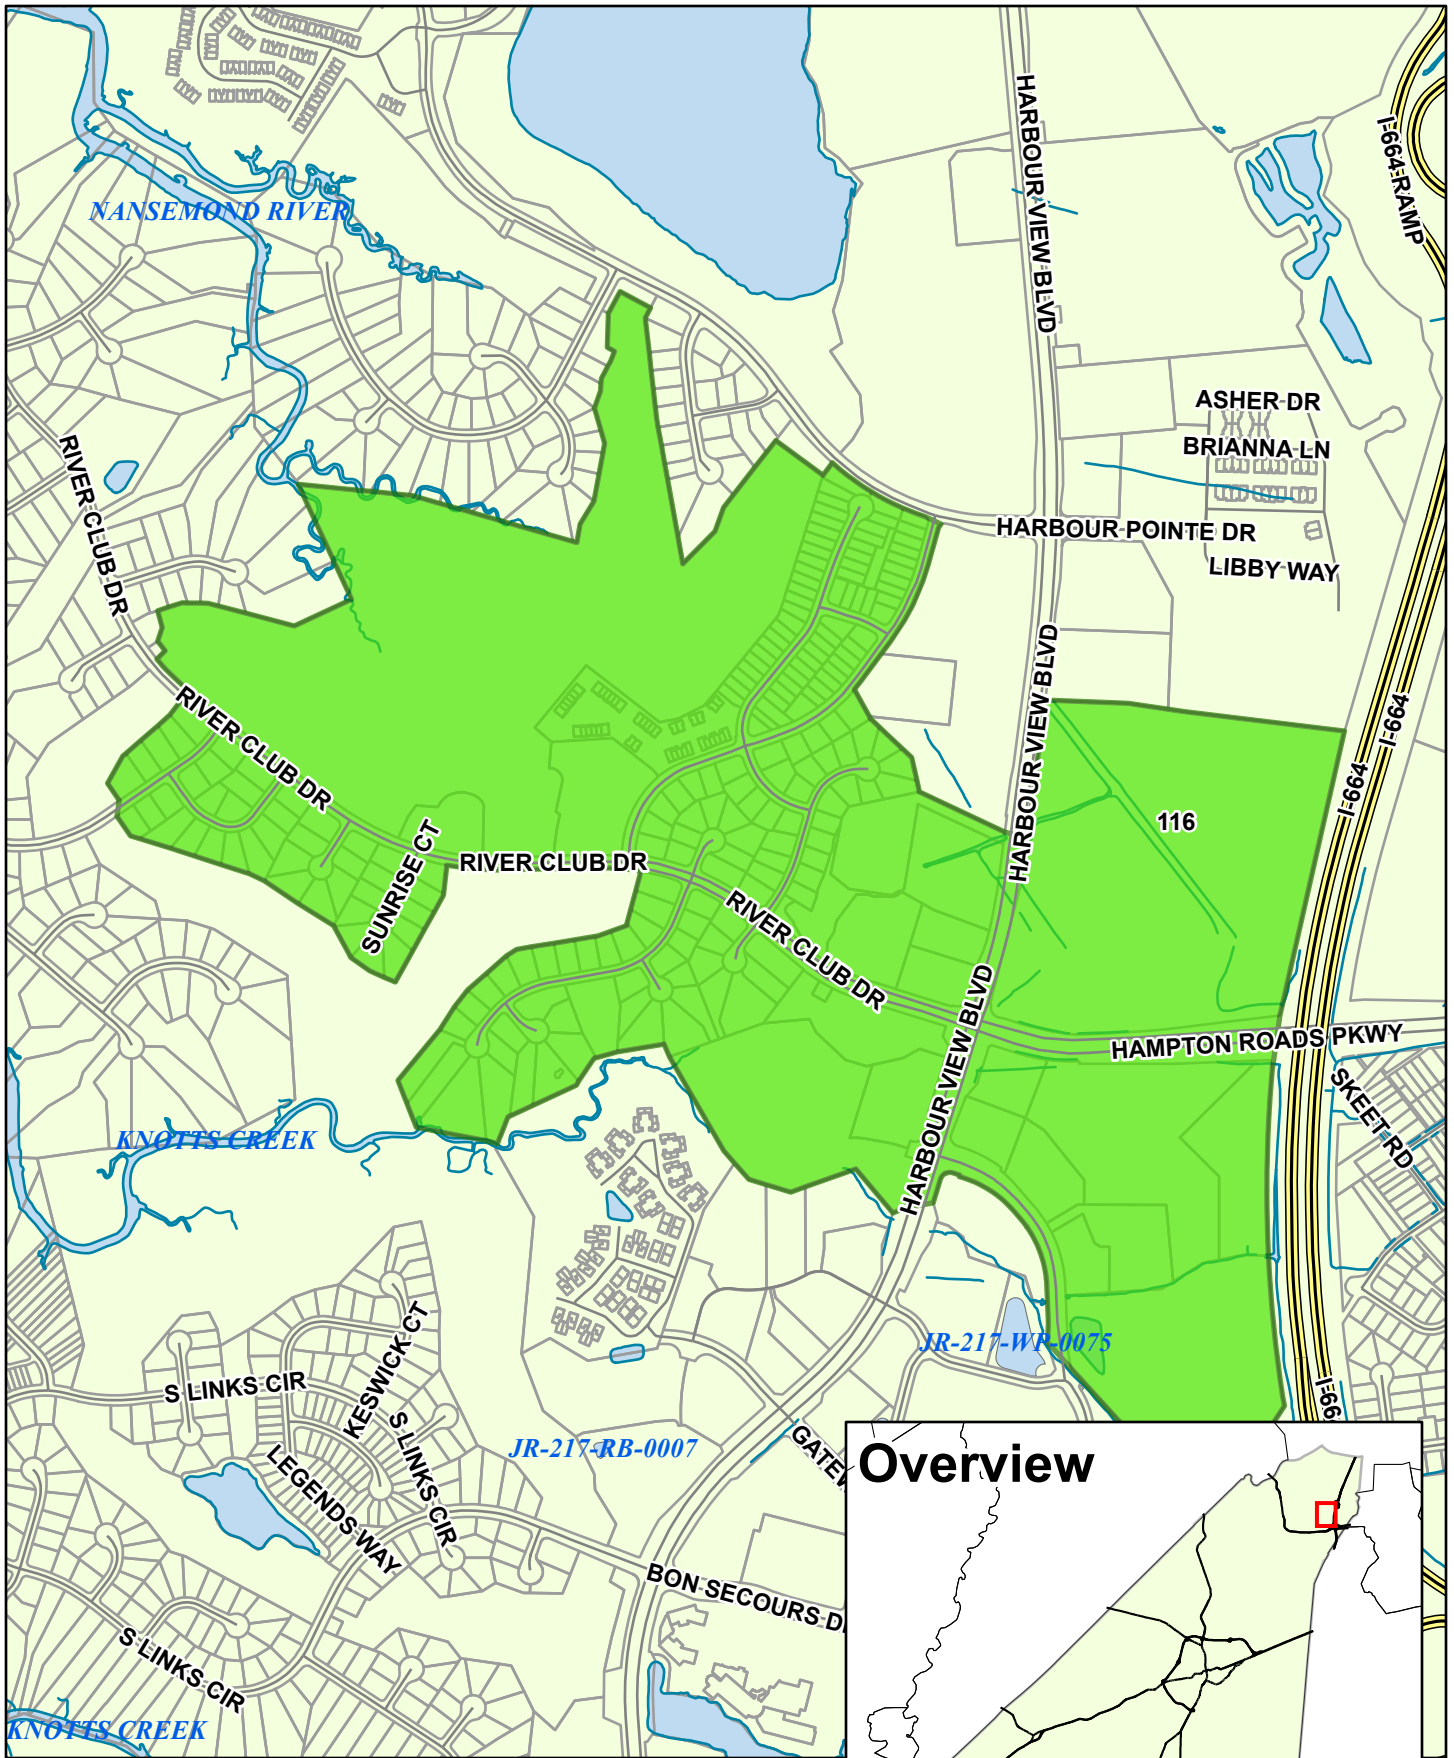 HARBOUR VIEW BLVD
I-664 RAMP
NANSEMOND RIVER
ASHER DR
BRIANNA LN
RIVER CLUB DR
HARBOUR POINTE DR
LIBBY WAY
HARBOUR VIEW BLVD
RIVER CLUB DR
I-664
I-664
116
SUNRISE CT
RIVER CLUB DR
RIVER CLUB DR
HARBOUR VIEW BLVD
HAMPTON ROADS PKWY
SKEET RD
KNOTTS CREEK
JR-217-WP-0075
S LINKS CIR
KESWICK CT
S LINKS CIR
JR-217-RB-0007
LEGENDS WAY
GATEW
I-66
Overview
BON SECOURS D
S LINKS CIR
KNOTTS CREEK